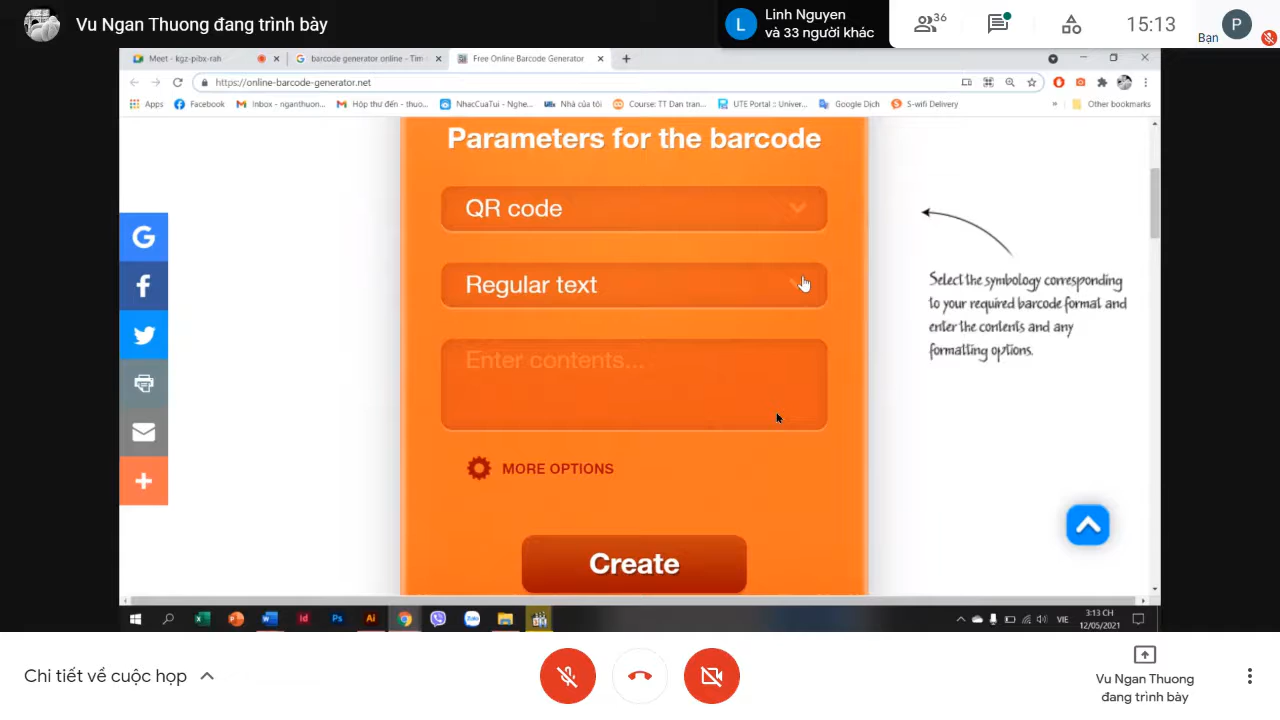 Vu Ngan Thuong đang trình bày
L
Linh Nguyen
và 33 người khác
36
15:13
Bạn
P
Meet - kgz-pibx-rah
barcode generator online - Tìm
Free Online Barcode Generator
https://online-barcode-generator.net
Apps
Facebook
Inbox - nganthuon...
Hộp thư đến - thuo...
NhacCuaTui - Nghe...
Nhà của tôi
Course: TT Dan tran...
UTE Portal :: Univer...
Google Dịch
S-wifi Delivery
»
Other bookmarks
Parameters for the barcode
QR code
Regular text
Enter contents...
MORE OPTIONS
Create
Select the symbology corresponding
to your required barcode format and
enter the contents and any
formatting options.
VIE
3:13 CH
12/05/2021
Chi tiết về cuộc họp
Vu Ngan Thuong
đang trình bày